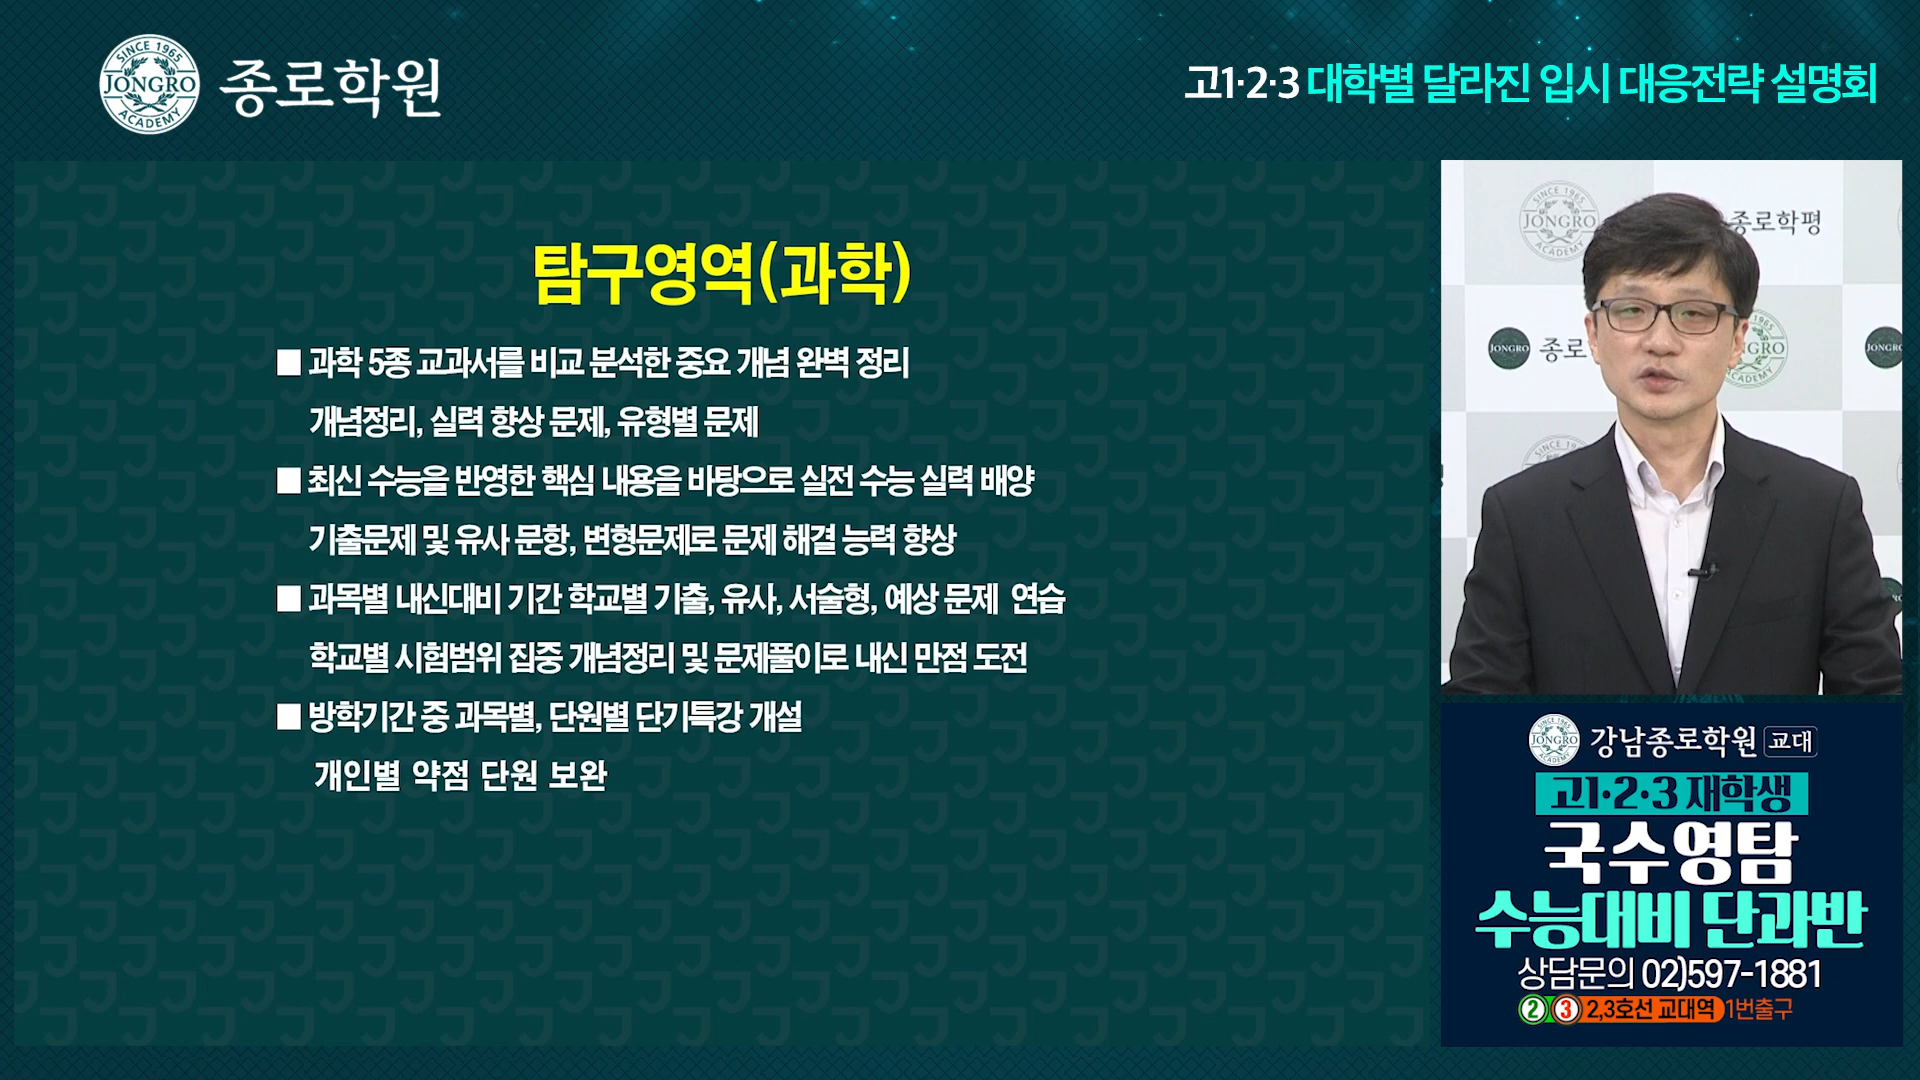 SINCE 1965
JONGRO
ACADEMY
종로학원
고1·2·3 대학별 달라진 입시 대응전략 설명회
탐구영역(과학)
■ 과학 5종 교과서를 비교 분석한 중요 개념 완벽 정리
개념정리, 실력 향상 문제, 유형별 문제
■ 최신 수능을 반영한 핵심 내용을 바탕으로 실전 수능 실력 배양
기출문제 및 유사 문항, 변형문제로 문제 해결 능력 향상
■ 과목별 내신대비 기간 학교별 기출, 유사, 서술형, 예상 문제 연습
학교별 시험범위 집중 개념정리 및 문제풀이로 내신 만점 도전
■ 방학기간 중 과목별, 단원별 단기특강 개설
개인별 약점 단원 보완
SINCE 1965
JONGRO
ACADEMY
종로학평
JONGRO 종로
GRO
ACADEMY
JONGRO
SINCE
SINCE 1965
JONGRO
ACADEMY
강남종로학원 교대
고1·2·3 재학생
국수영탐
수능대비 단과반
상담문의 02)597-1881
2 3 2,3호선 교대역 1번출구